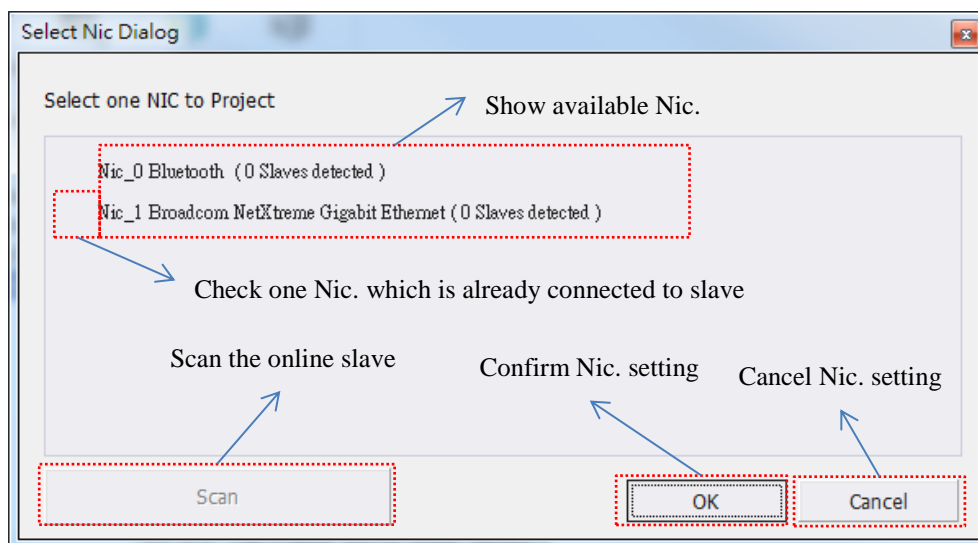 Select Nic Dialog
Select one NIC to Project
Show available Nic.
Nic_0 Bluetooth ( 0 Slaves detected )
Nic_1 Broadcom NetXtreme Gigabit Ethernet ( 0 Slaves detected )
Check one Nic. which is already connected to slave
Scan the online slave
Confirm Nic. setting
Cancel Nic. setting
Scan
OK
Cancel